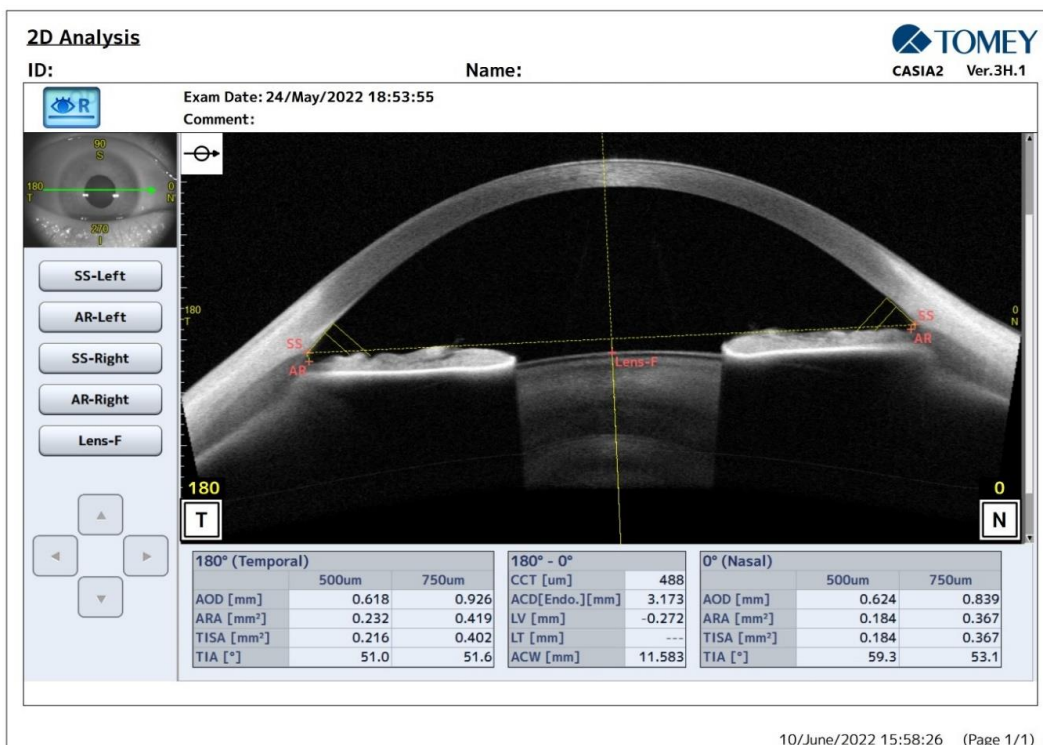 2D Analysis
TOMEY
ID:
Name:
CASIA2 Ver.3H.1
R
Exam Date: 24/May/2022 18:53:55
Comment:
90
S
180
T
0
N
270
I
SS-Left
AR-Left
SS-Right
AR-Right
Lens-F
180
T
0
N
SS
AR
Lens-F
SS
AR
180
T
0
N
180° (Temporal)
500um 750um
AOD [mm] 0.618 0.926
ARA [mm²] 0.232 0.419
TISA [mm²] 0.216 0.402
TIA [°] 51.0 51.6
180° - 0°
CCT [um] 488
ACD[Endo.][mm] 3.173
LV [mm] -0.272
LT [mm] ---
ACW [mm] 11.583
0° (Nasal)
500um 750um
AOD [mm] 0.624 0.839
ARA [mm²] 0.184 0.367
TISA [mm²] 0.184 0.367
TIA [°] 59.3 53.1
10/June/2022 15:58:26 (Page 1/1)